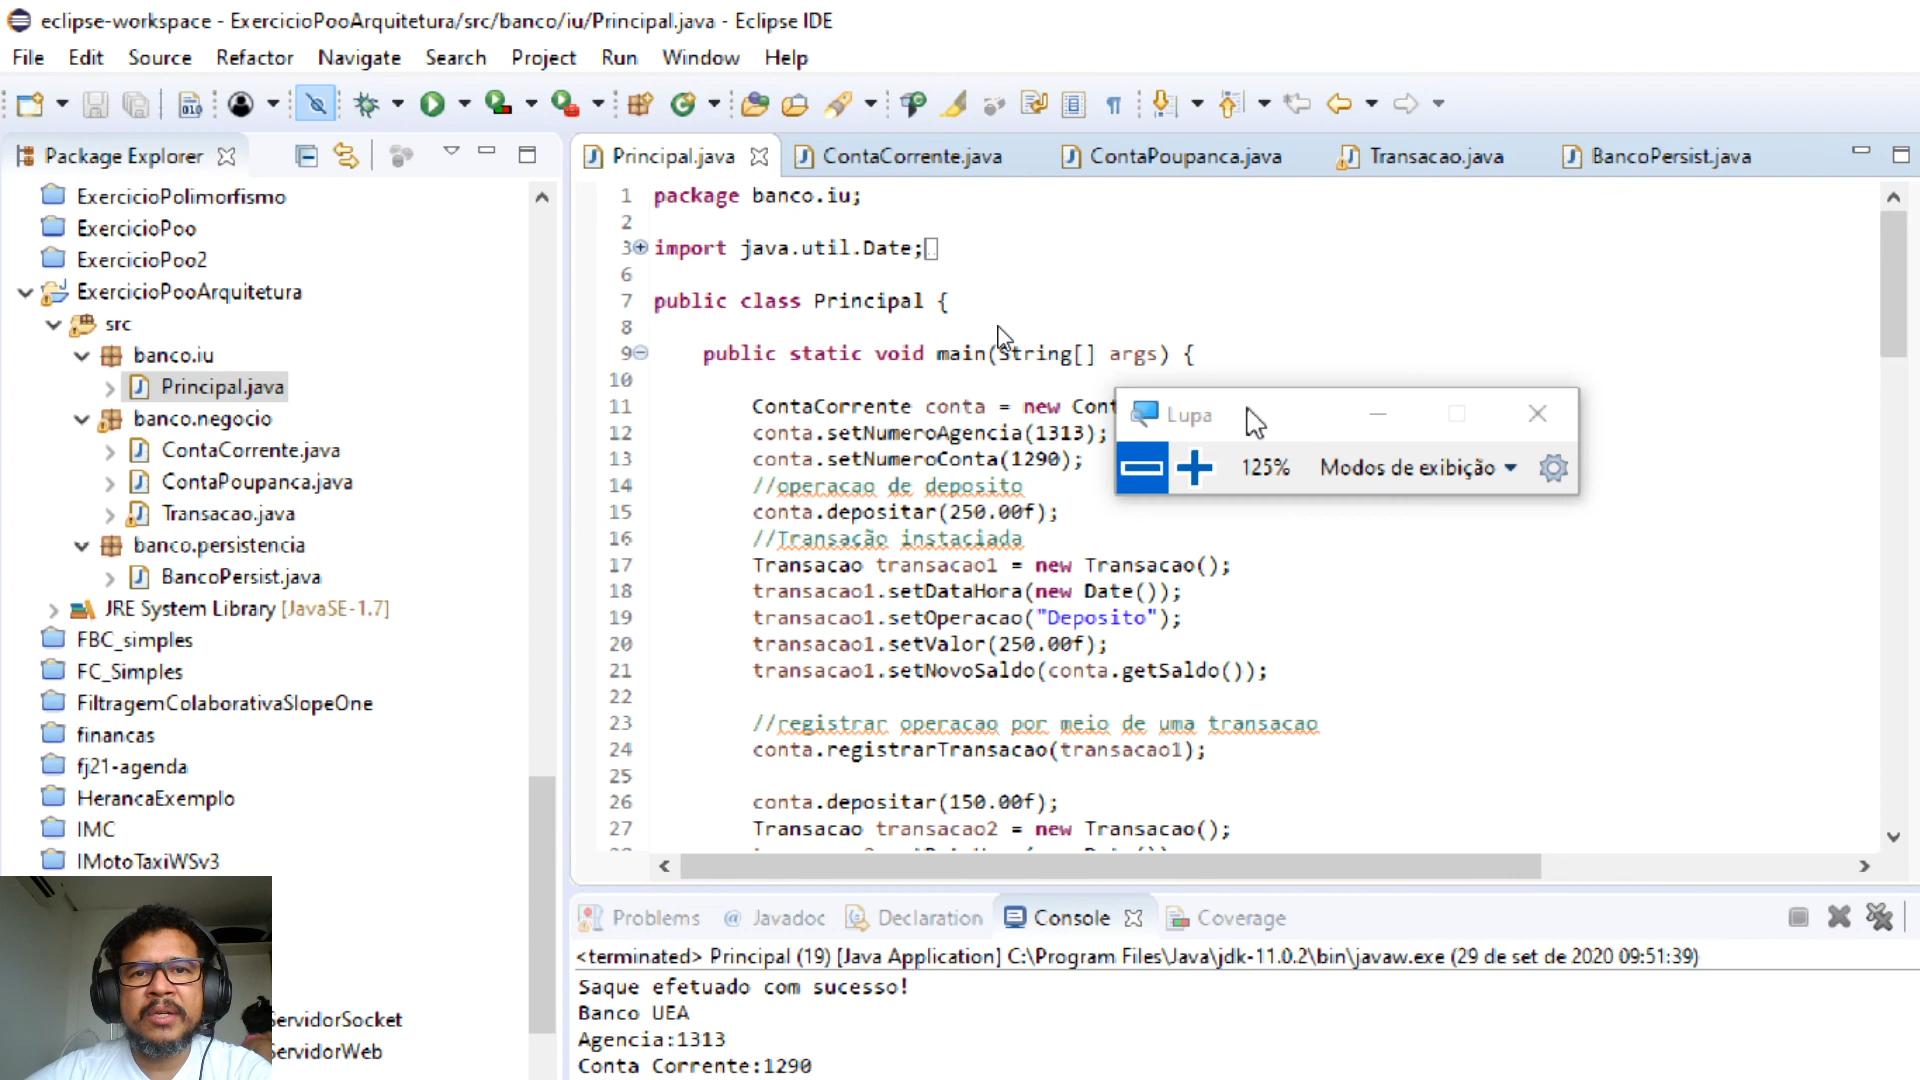 eclipse-workspace - ExercicioPooArquitetura/src/banco/iu/Principal.java - Eclipse IDE
File Edit Source Refactor Navigate Search Project Run Window Help
Package Explorer
ExercicioPolimorfismo
ExercicioPoo
ExercicioPoo2
ExercicioPooArquitetura
src
banco.iu
Principal.java
banco.negocio
ContaCorrente.java
ContaPoupanca.java
Transacao.java
banco.persistencia
BancoPersist.java
JRE System Library [JavaSE-1.7]
FBC_simples
FC_Simples
FiltragemColaborativaSlopeOne
financas
fj21-agenda
HerancaExemplo
IMC
IMotoTaxiWSv3
ServidorSocket
ServidorWeb
Principal.java ContaCorrente.java ContaPoupanca.java Transacao.java BancoPersist.java
1 package banco.iu;
2
3 import java.util.Date;
6
7 public class Principal {
8
9 public static void main(String[] args) {
10
11 ContaCorrente conta = new Cont
12 conta.setNumeroAgencia(1313);
13 conta.setNumeroConta(1290);
14 //operacao de deposito
15 conta.depositar(250.00f);
16 //Transação instaciada
17 Transacao transacao1 = new Transacao();
18 transacao1.setDataHora(new Date());
19 transacao1.setOperacao("Deposito");
20 transacao1.setValor(250.00f);
21 transacao1.setNovoSaldo(conta.getSaldo());
22
23 //registrar operacao por meio de uma transacao
24 conta.registrarTransacao(transacao1);
25
26 conta.depositar(150.00f);
27 Transacao transacao2 = new Transacao();
Lupa
125% Modos de exibição
Problems Javadoc Declaration Console Coverage
<terminated> Principal (19) [Java Application] C:\Program Files\Java\jdk-11.0.2\bin\javaw.exe (29 de set de 2020 09:51:39)
Saque efetuado com sucesso!
Banco UEA
Agencia:1313
Conta Corrente:1290